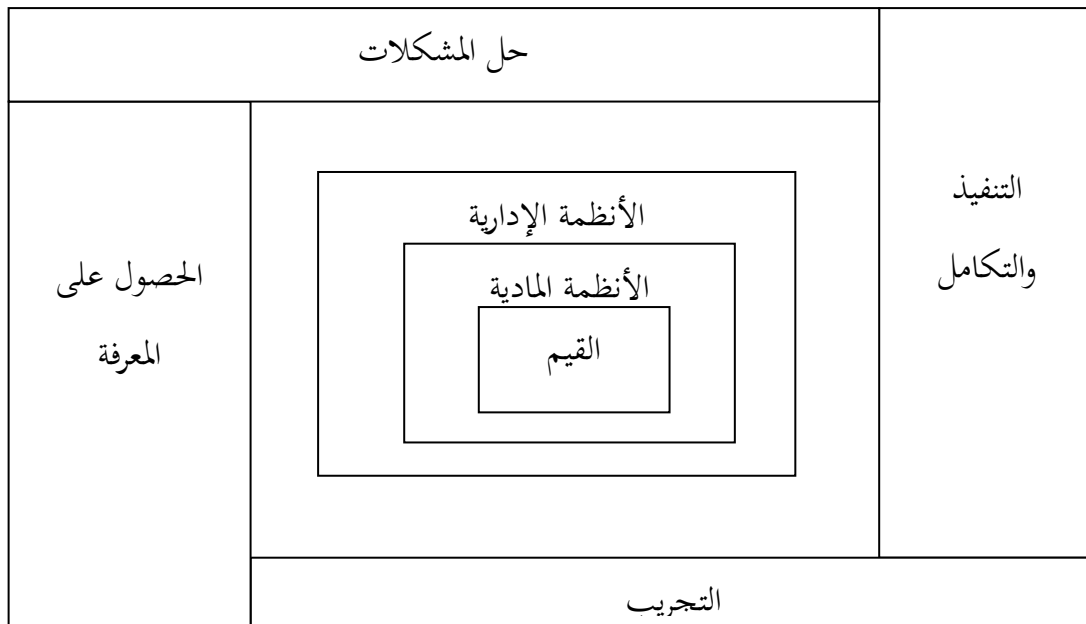 حل المشكلات
التنفيذ
والتكامل
الأنظمة الإدارية
الأنظمة المادية
القيم
الحصول على
المعرفة
التجريب